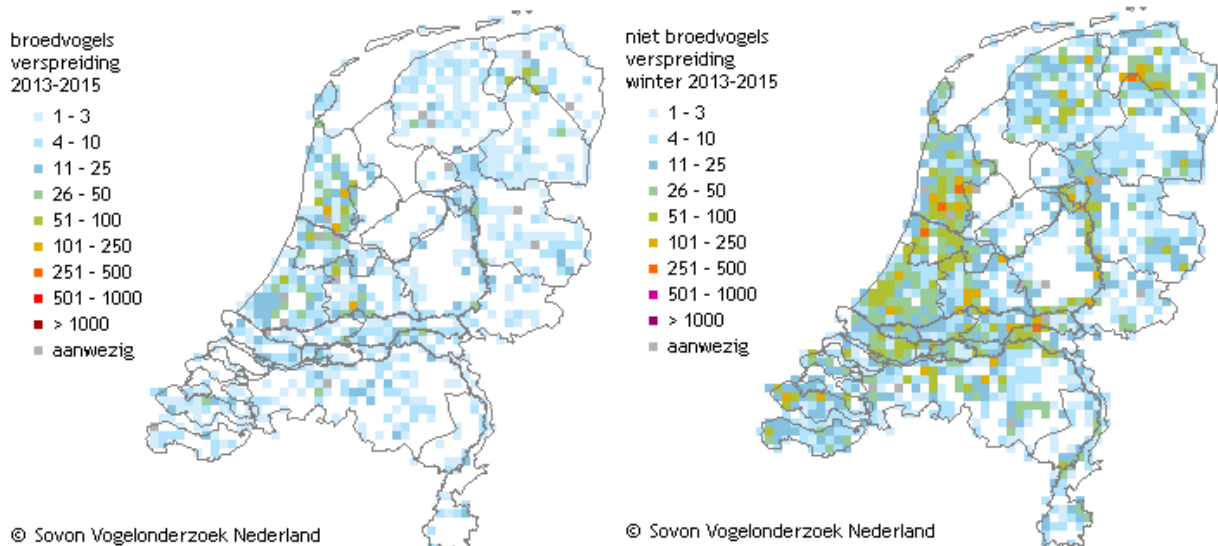 broedvogels
verspreiding
2013-2015
1 - 3
4 - 10
11 - 25
26 - 50
51 - 100
101 - 250
251 - 500
501 - 1000
> 1000
aanwezig
© Sovon Vogelonderzoek Nederland
niet broedvogels
verspreiding
winter 2013-2015
1 - 3
4 - 10
11 - 25
26 - 50
51 - 100
101 - 250
251 - 500
501 - 1000
> 1000
aanwezig
© Sovon Vogelonderzoek Nederland